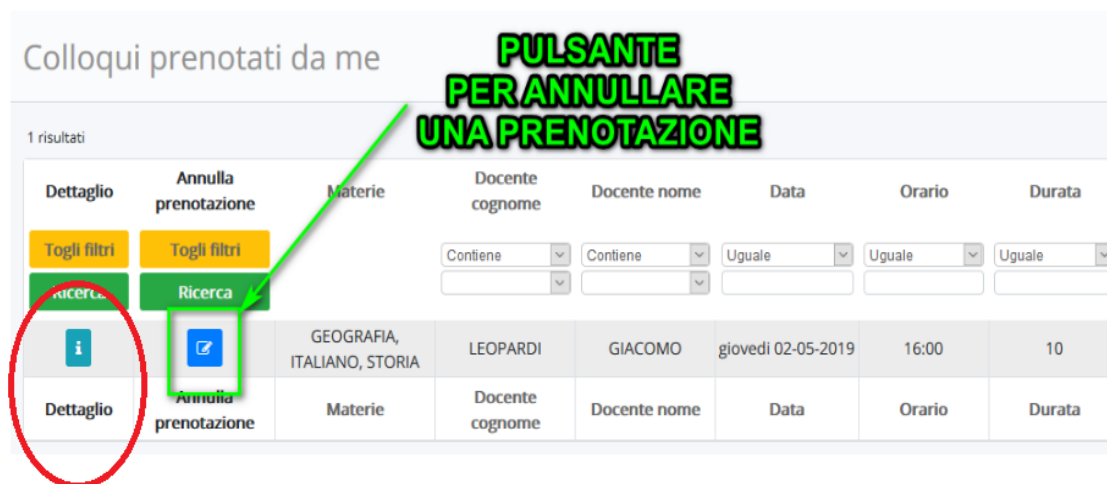 Colloqui prenotati da me
PULSANTE
PER ANNULLARE
UNA PRENOTAZIONE
1 risultati
Dettaglio Annulla prenotazione Materie Docente cognome Docente nome Data Orario Durata
Togli filtri Togli filtri Contiene Contiene Uguale Uguale Uguale
Ricerca Ricerca
i GEOGRAFIA, ITALIANO, STORIA LEOPARDI GIACOMO giovedi 02-05-2019 16:00 10
Dettaglio Annulla prenotazione Materie Docente cognome Docente nome Data Orario Durata